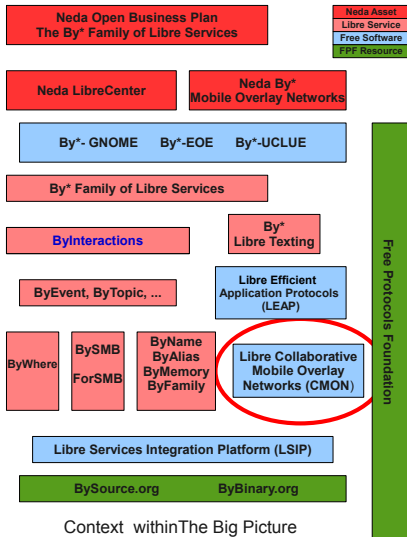 Neda Open Business Plan
The By* Family of Libre Services
Neda Asset
Libre Service
Free Software
FPF Resource
Neda LibreCenter
Neda By*
Mobile Overlay Networks
By*- GNOME By*-EOE By*-UCLUE
By* Family of Libre Services
ByInteractions
By*
Libre Texting
ByEvent, ByTopic, ...
Libre Efficient
Application Protocols
(LEAP)
ByWhere
BySMB
ForSMB
ByName
ByAlias
ByMemory
ByFamily
Libre Collaborative
Mobile Overlay
Networks (CMON)
Free Protocols Foundation
Libre Services Integration Platform (LSIP)
BySource.org ByBinary.org
Context withinThe Big Picture